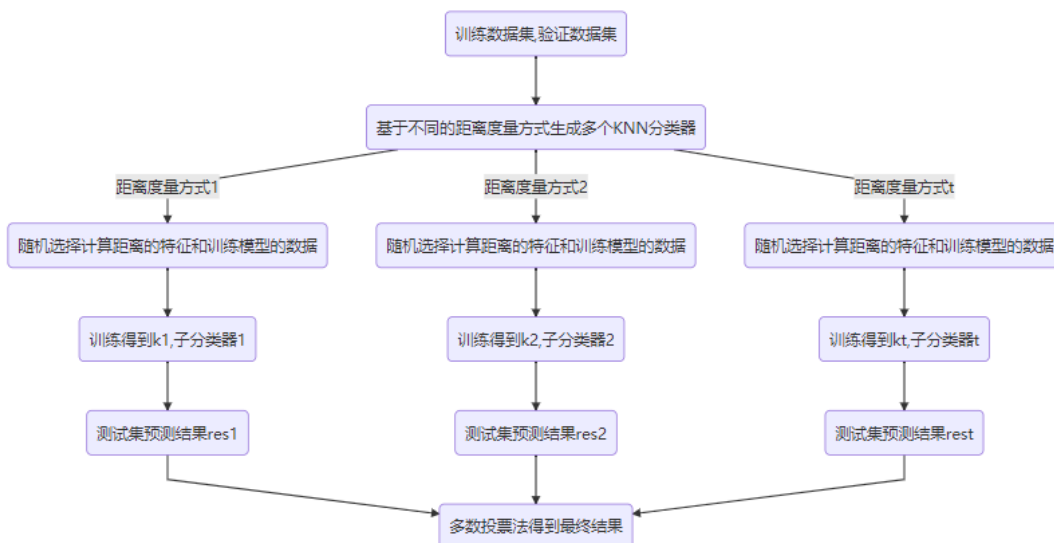 训练数据集,验证数据集
基于不同的距离度量方式生成多个KNN分类器
距离度量方式1
距离度量方式2
距离度量方式t
随机选择计算距离的特征和训练模型的数据
随机选择计算距离的特征和训练模型的数据
随机选择计算距离的特征和训练模型的数据
训练得到k1,子分类器1
训练得到k2,子分类器2
训练得到kt,子分类器t
测试集预测结果res1
测试集预测结果res2
测试集预测结果rest
多数投票法得到最终结果